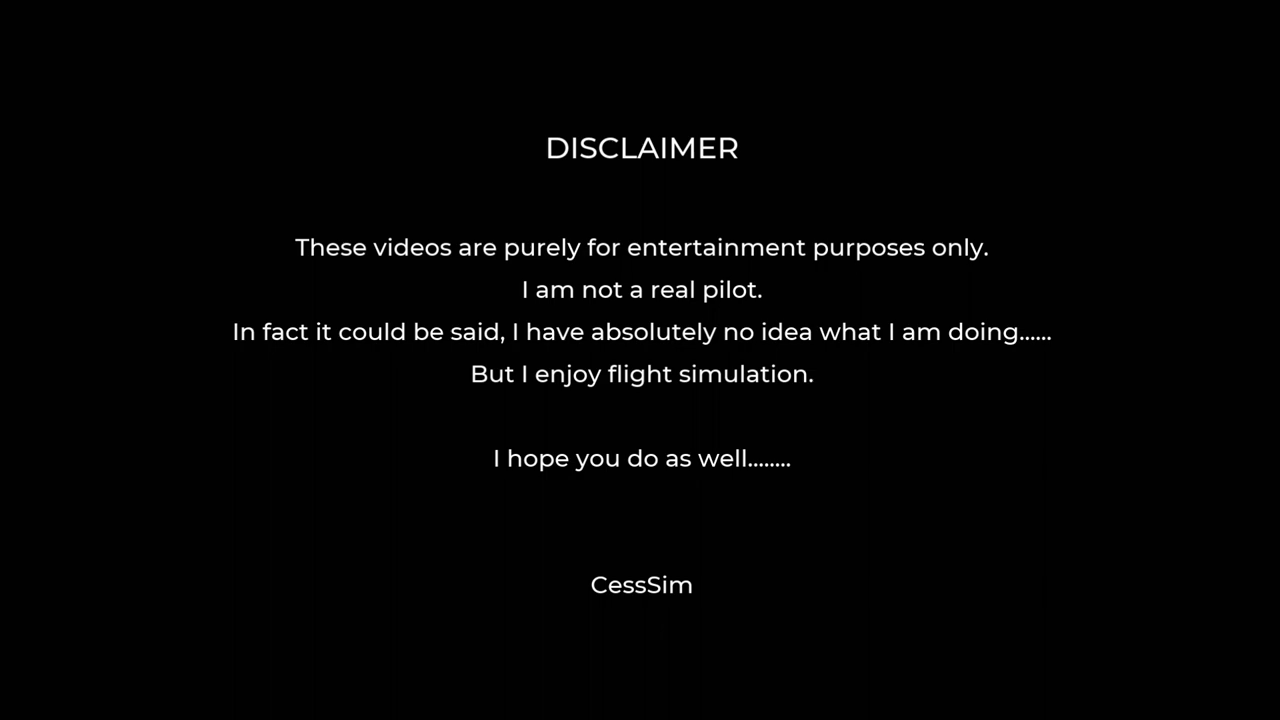 DISCLAIMER
These videos are purely for entertainment purposes only.
I am not a real pilot.
In fact it could be said, I have absolutely no idea what I am doing......
But I enjoy flight simulation.
I hope you do as well........
CessSim